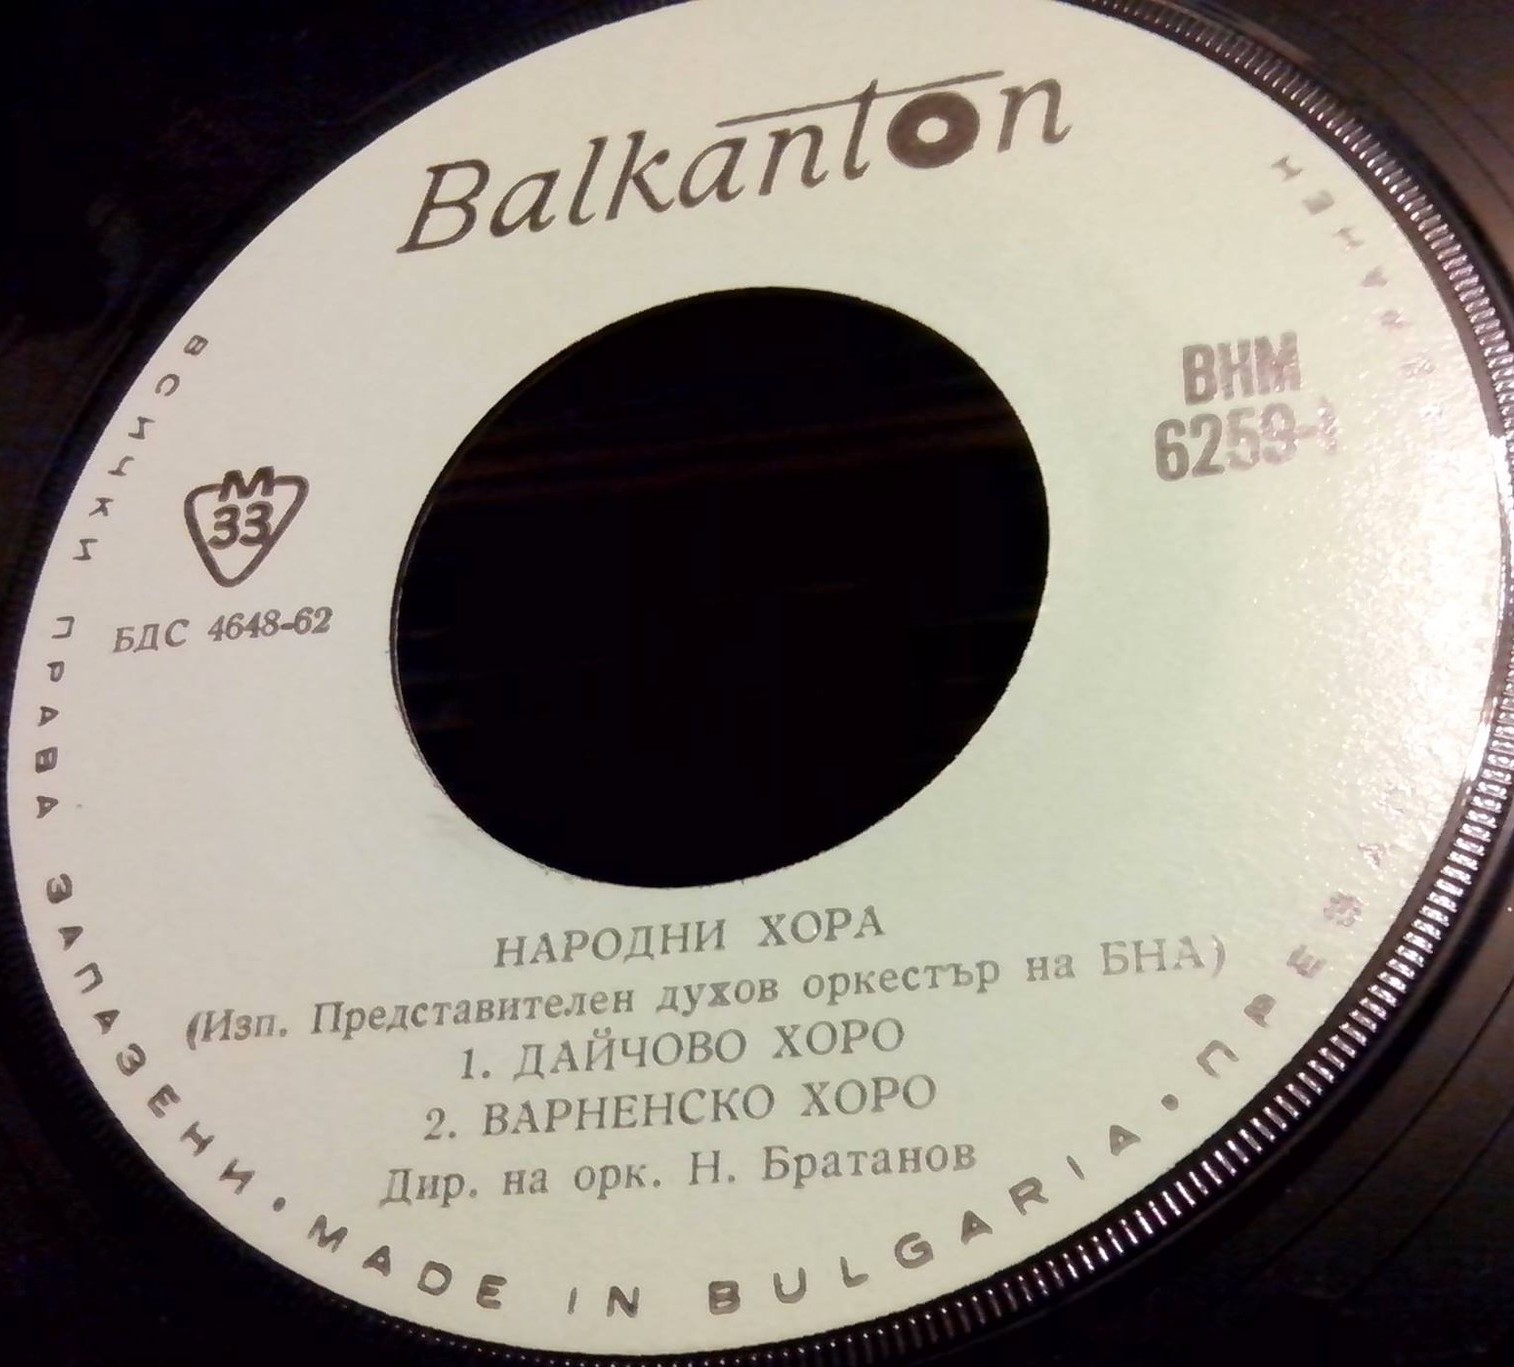 Balkanton
ВНМ
6259-I
М
33
БДС 4648-62
НАРОДНИ ХОРА
(Изп. Представителен духов оркестър на БНА)
1. ДАЙЧОВО ХОРО
2. ВАРНЕНСКО ХОРО
Дир. на орк. Н. Братанов
ВСИЧКИ ПРАВА ЗАПАЗЕНИ • MADE IN BULGARIA •